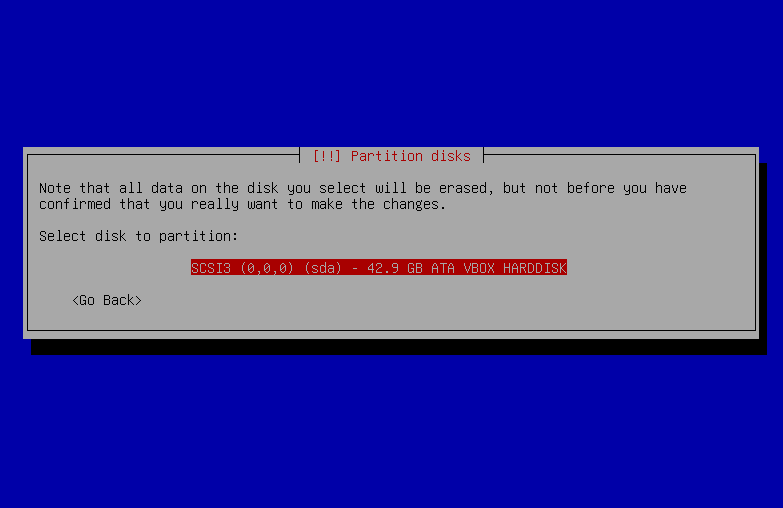 [!!] Partition disks
Note that all data on the disk you select will be erased, but not before you have
confirmed that you really want to make the changes.
Select disk to partition:
SCSI3 (0,0,0) (sda) - 42.9 GB ATA VBOX HARDDISK
<Go Back>